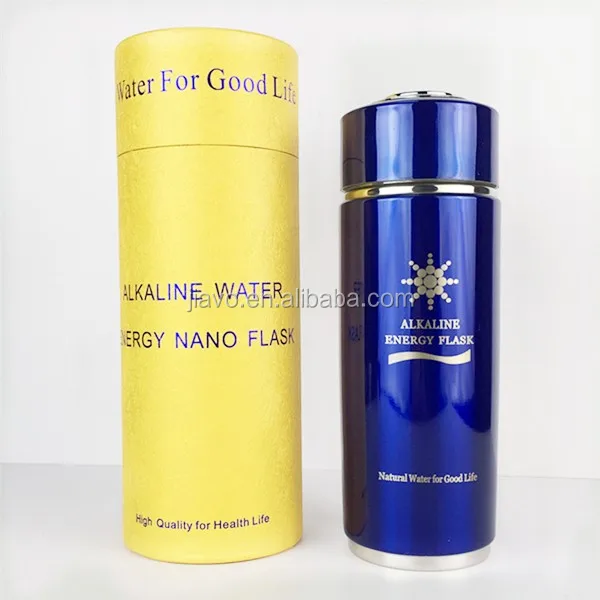 Water For Good Life
ALKALINE WATER
ENERGY NANO FLASK
High Quality for Health Life
jiavo.en.alibaba.com
ALKALINE
ENERGY FLASK
Natural Water for Good Life